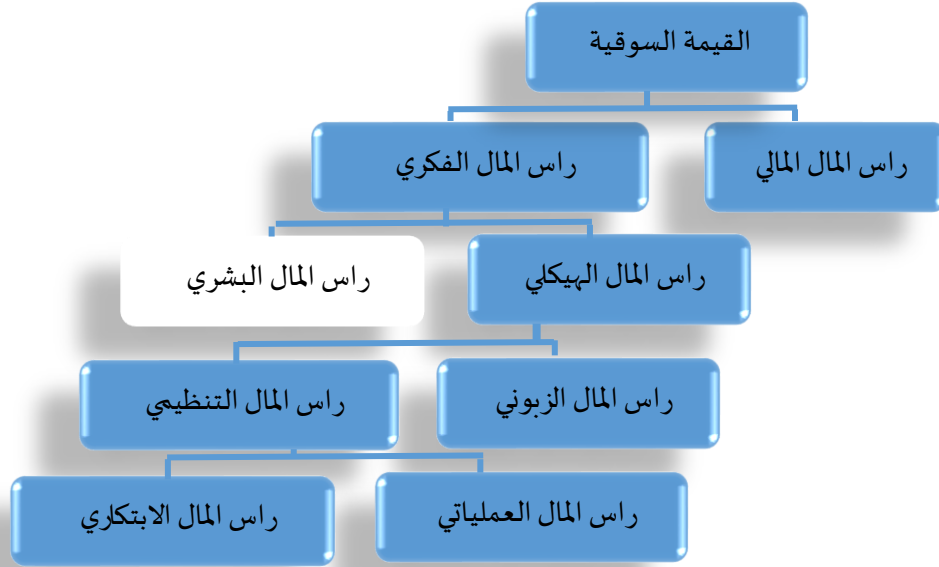 القيمة السوقية
راس المال المالي
راس المال الفكري
راس المال الهيكلي
راس المال البشري
راس المال الزبوني
راس المال التنظيمي
راس المال العملياتي
راس المال الابتكاري